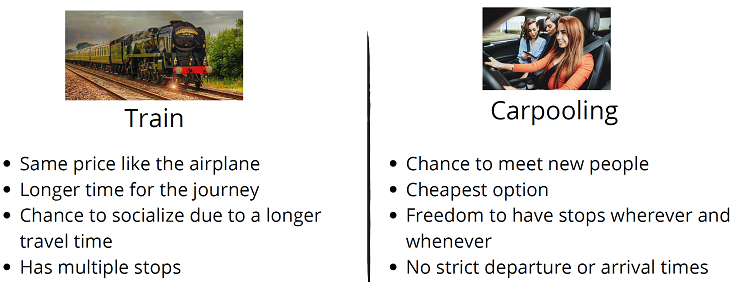 Train
• Same price like the airplane
• Longer time for the journey
• Chance to socialize due to a longer
travel time
• Has multiple stops
Carpooling
• Chance to meet new people
• Cheapest option
• Freedom to have stops wherever and
whenever
• No strict departure or arrival times